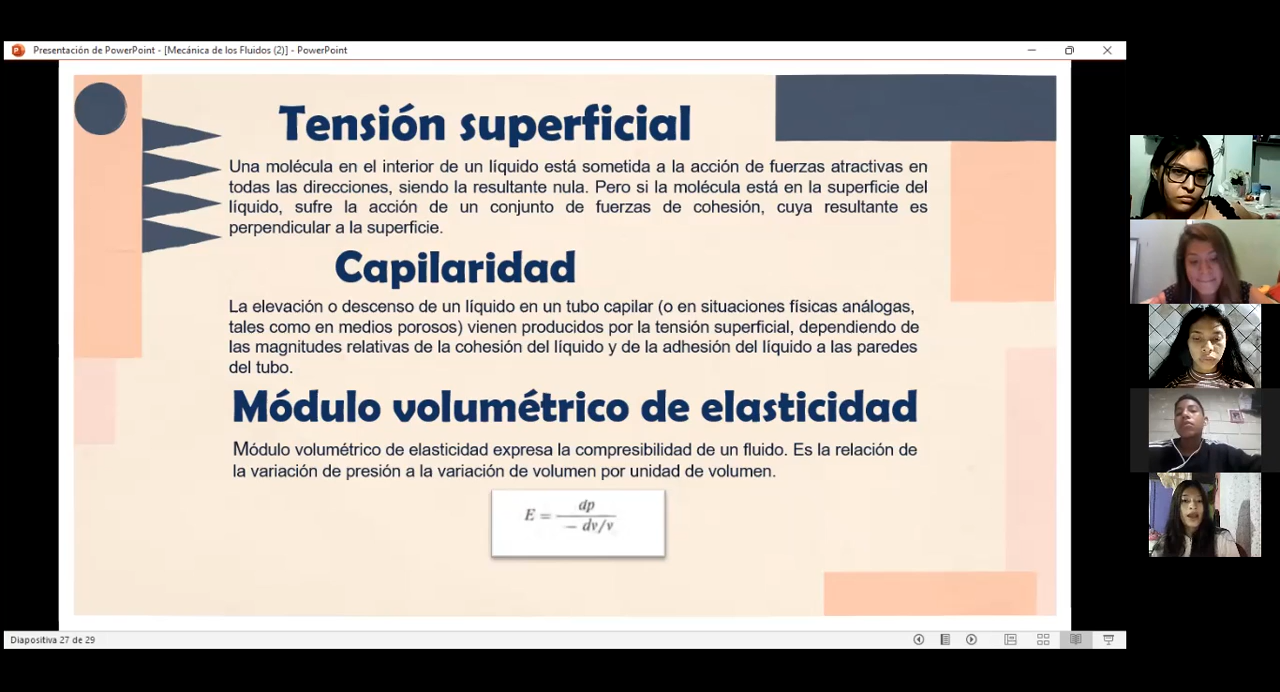 Presentación de PowerPoint - [Mecánica de los Fluidos (2)] - PowerPoint
Tensión superficial
Una molécula en el interior de un líquido está sometida a la acción de fuerzas atractivas en
todas las direcciones, siendo la resultante nula. Pero si la molécula está en la superficie del
líquido, sufre la acción de un conjunto de fuerzas de cohesión, cuya resultante es
perpendicular a la superficie.
Capilaridad
La elevación o descenso de un líquido en un tubo capilar (o en situaciones físicas análogas,
tales como en medios porosos) vienen producidos por la tensión superficial, dependiendo de
las magnitudes relativas de la cohesión del líquido y de la adhesión del líquido a las paredes
del tubo.
Módulo volumétrico de elasticidad
Módulo volumétrico de elasticidad expresa la compresibilidad de un fluido. Es la relación de
la variación de presión a la variación de volumen por unidad de volumen.
E = dp / − dv/v
Diapositiva 27 de 29